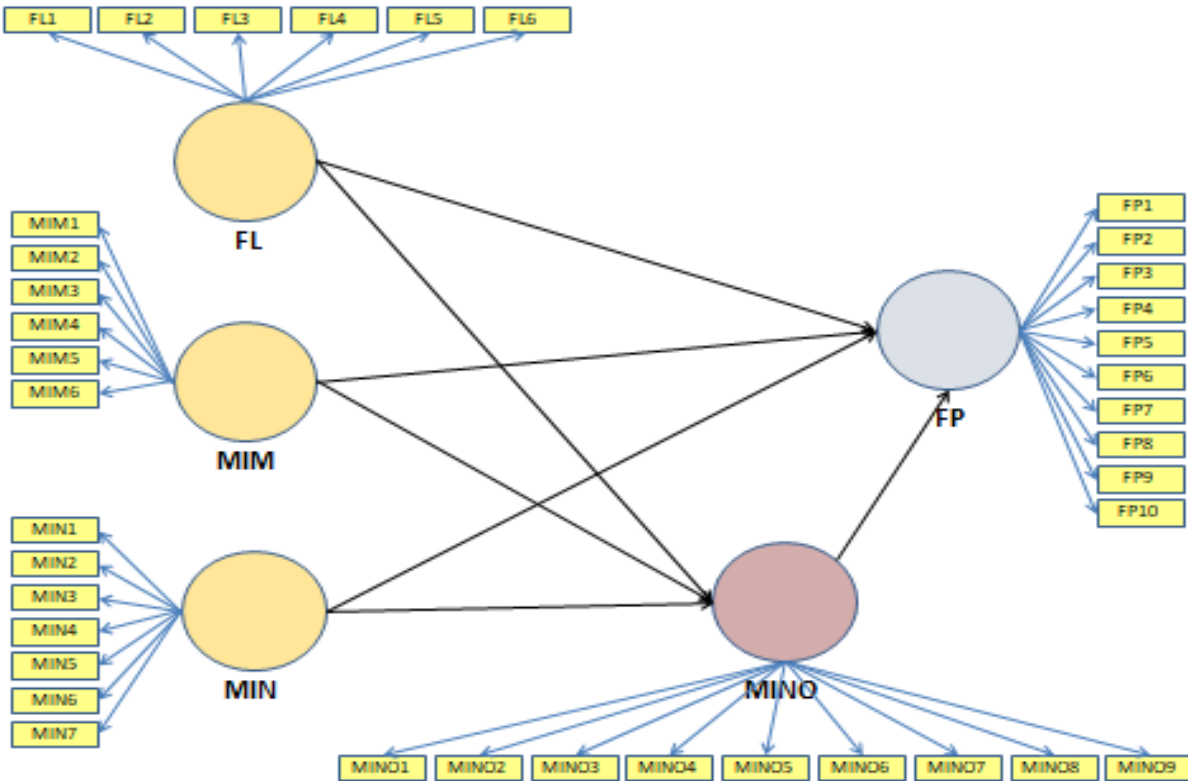 FL1 FL2 FL3 FL4 FL5 FL6
FL
MIM1
MIM2
MIM3
MIM4
MIM5
MIM6
MIM
MIN1
MIN2
MIN3
MIN4
MIN5
MIN6
MIN7
MIN
FP1
FP2
FP3
FP4
FP5
FP6
FP7
FP8
FP9
FP10
FP
MINO
MINO1 MINO2 MINO3 MINO4 MINO5 MINO6 MINO7 MINO8 MINO9